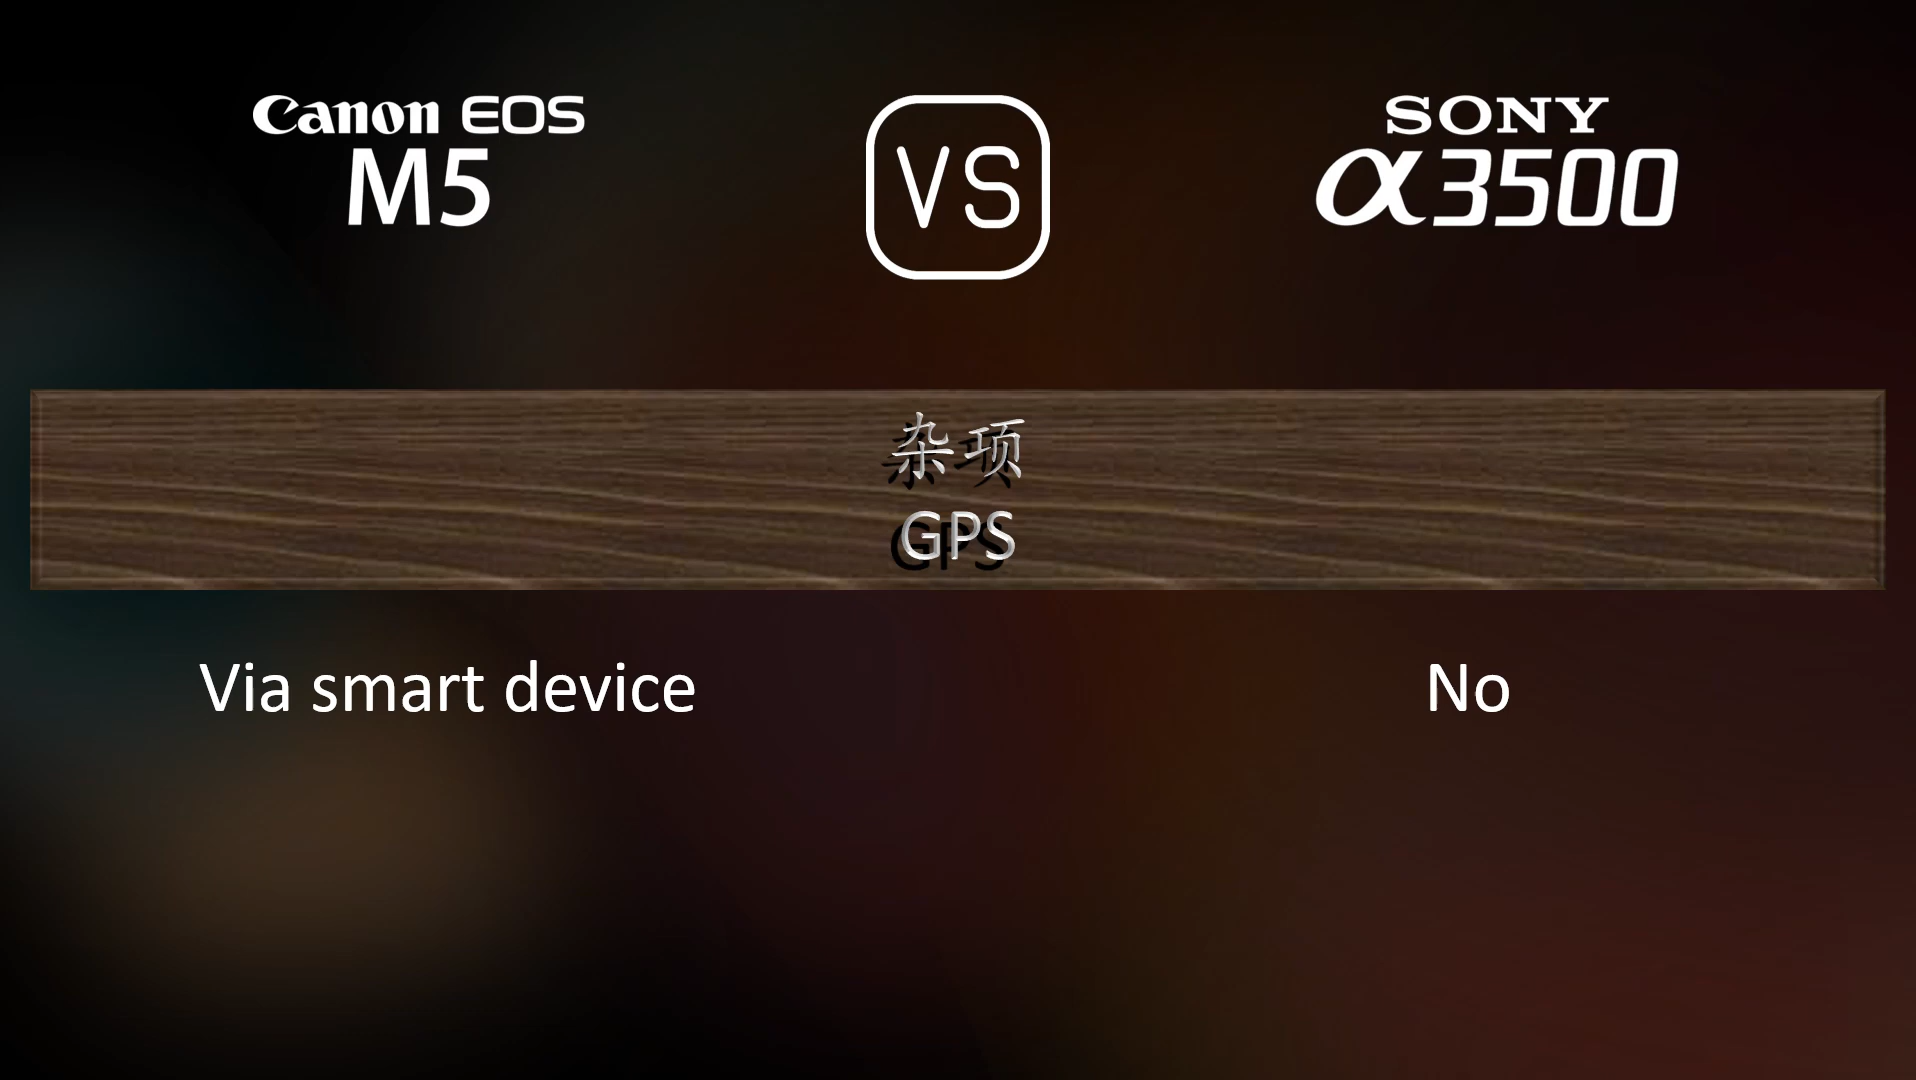 Canon EOS
M5
VS
SONY
α3500
杂项
GPS
Via smart device
No